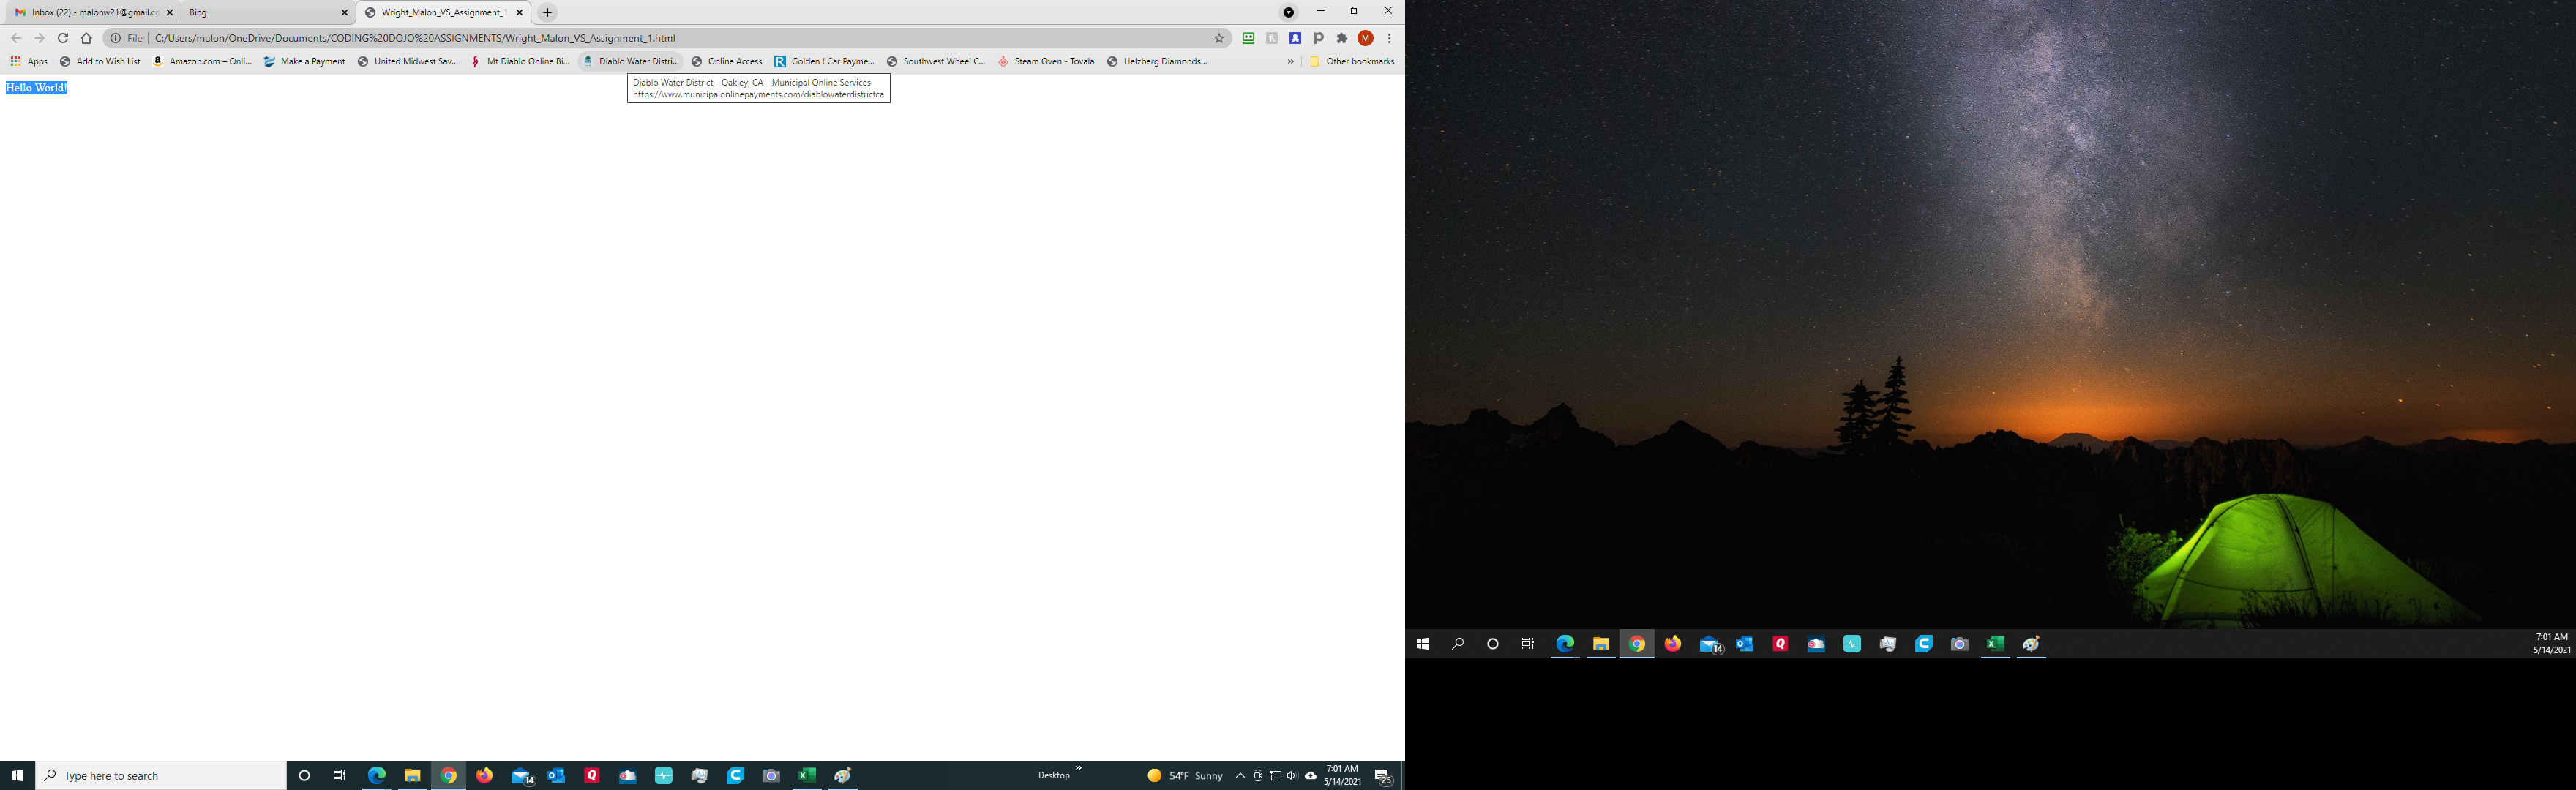 Inbox (22) - malonw21@gmail.co
Bing
Wright_Malon_VS_Assignment_1.
File
C:/Users/malon/OneDrive/Documents/CODING%20DOJO%20ASSIGNMENTS/Wright_Malon_VS_Assignment_1.html
M
Apps
Add to Wish List
Amazon.com – Onli...
Make a Payment
United Midwest Sav...
Mt Diablo Online Bi...
Diablo Water Distri...
Online Access
Golden ! Car Payme...
Southwest Wheel C...
Steam Oven - Tovala
Helzberg Diamonds...
»
Other bookmarks
Diablo Water District - Oakley, CA - Municipal Online Services
https://www.municipalonlinepayments.com/diablowaterdistrictca
Hello World!
Type here to search
14
Desktop
»
54°F Sunny
7:01 AM
5/14/2021
25
14
7:01 AM
5/14/2021